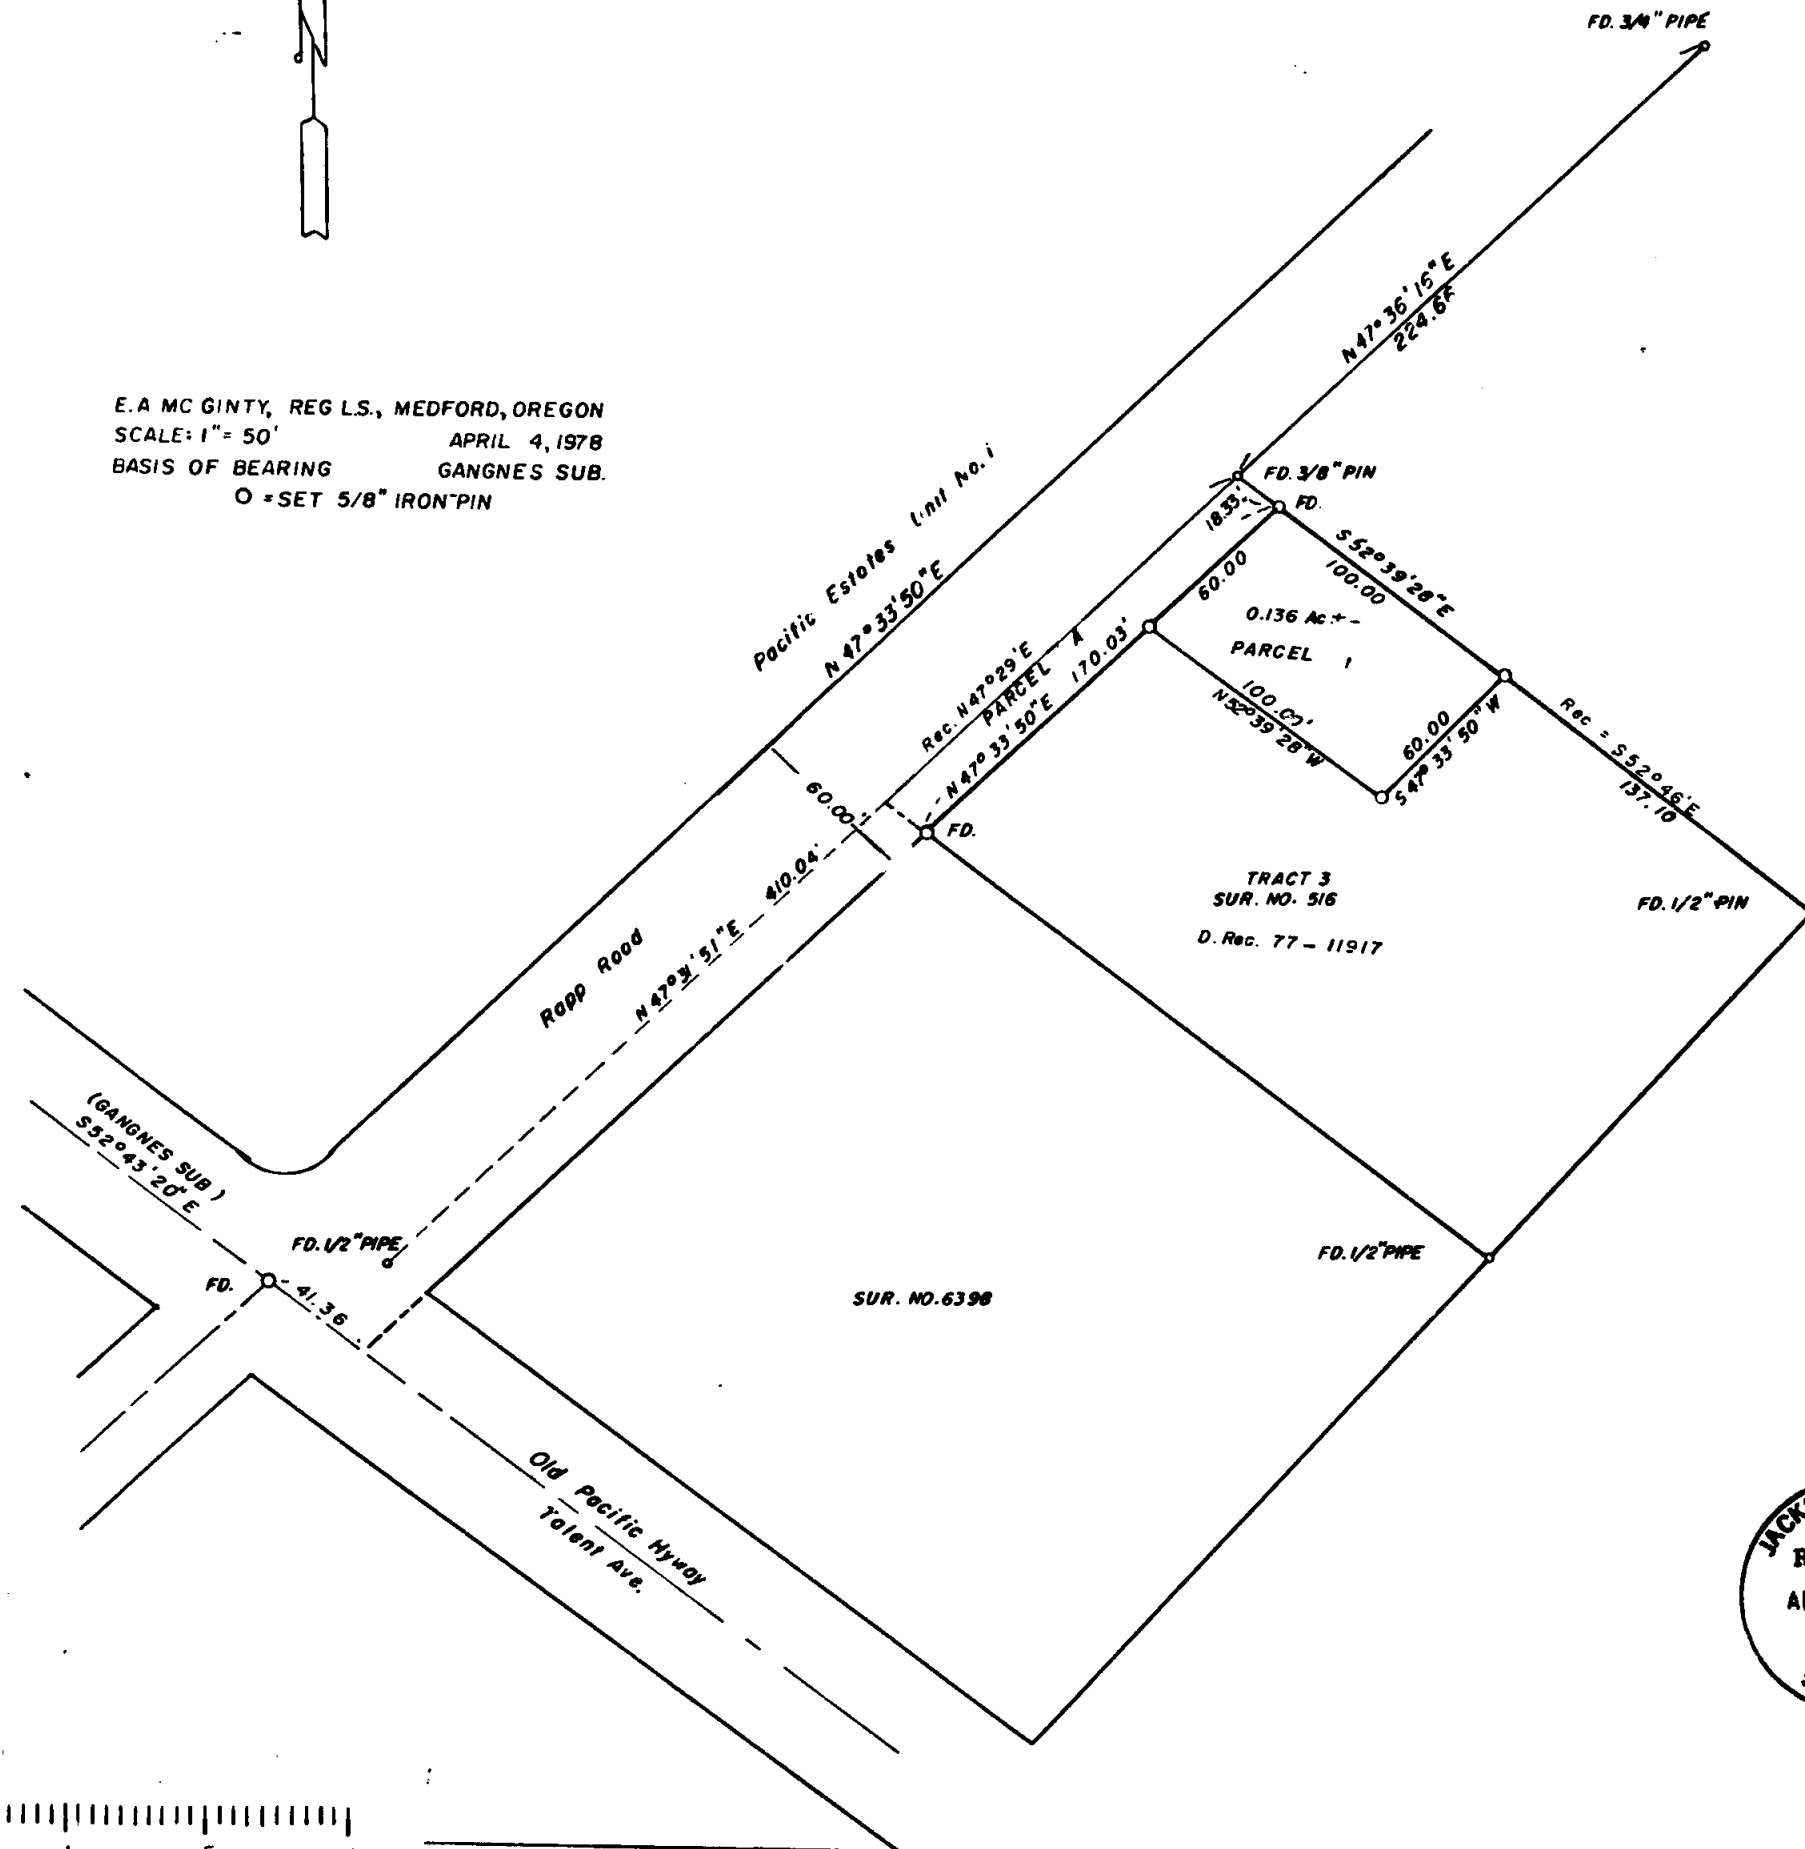 FD. 3/4" PIPE
N 47° 36' 15" E
E. A MC GINTY, REG L.S., MEDFORD, OREGON
SCALE: 1" = 50' APRIL 4, 1978
BASIS OF BEARING GANGNES SUB.
O = SET 5/8" IRON PIN
Pacific Estates Unit No. 1
N 47° 33' 50" E
FD. 3/8" PIN
FD.
18.33'
60.00
S 52° 39' 28" E
100.00
0.136 Ac. + -
PARCEL 1
Rec. N 47° 29' E
PARCEL A
N 47° 33' 50" E 170.03'
N 52° 39' 28" W
60.00
S 47° 33' 50" W
Rec = S 52° 46' E
137.10
60.00'
FD.
TRACT 3
SUR. NO. 516
D. Rec. 77 - 11917
FD. 1/2" PIN
Rapp Road
N 47° 31' 51" E 410.04'
(GANGNES SUB)
S 52° 43' 20" E
FD. 1/2" PIPE
FD.
41.36
FD. 1/2" PIPE
SUR. NO. 6398
Old Pacific Hyway
Talent Ave.